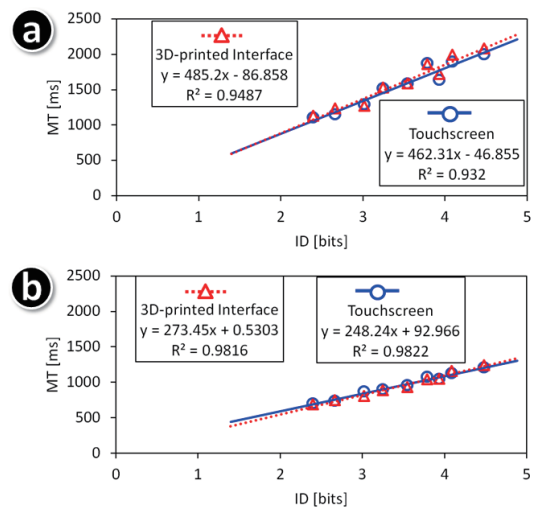 a
2500
2000
1500
1000
500
0
MT [ms]
3D-printed Interface
y = 485.2x - 86.858
R² = 0.9487
Touchscreen
y = 462.31x - 46.855
R² = 0.932
0 1 2 3 4 5
ID [bits]
b
2500
2000
1500
1000
500
0
MT [ms]
3D-printed Interface
y = 273.45x + 0.5303
R² = 0.9816
Touchscreen
y = 248.24x + 92.966
R² = 0.9822
0 1 2 3 4 5
ID [bits]